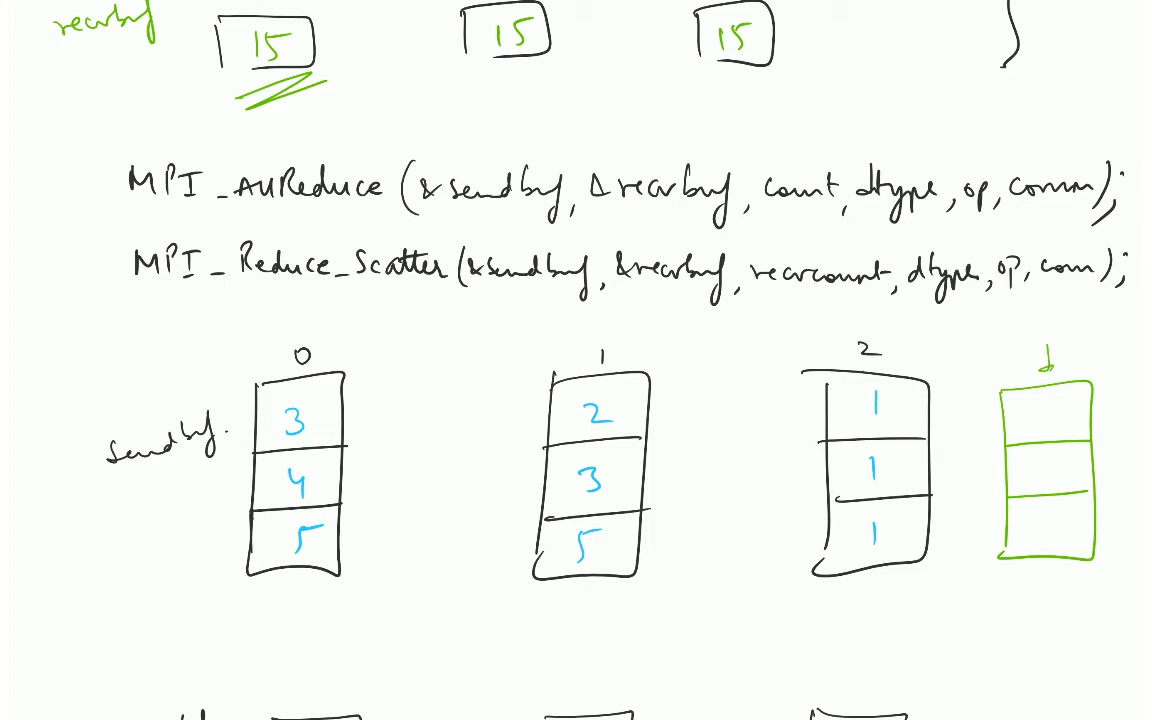 recvbuf
15 15 15
MPI_AllReduce (&sendbuf, &recvbuf, count, dtype, op, comm);
MPI_Reduce_Scatter (&sendbuf, &recvbuf, recvcount, dtype, op, com);
0 1 2
sendbuf.
3 2 1
4 3 1
5 5 1